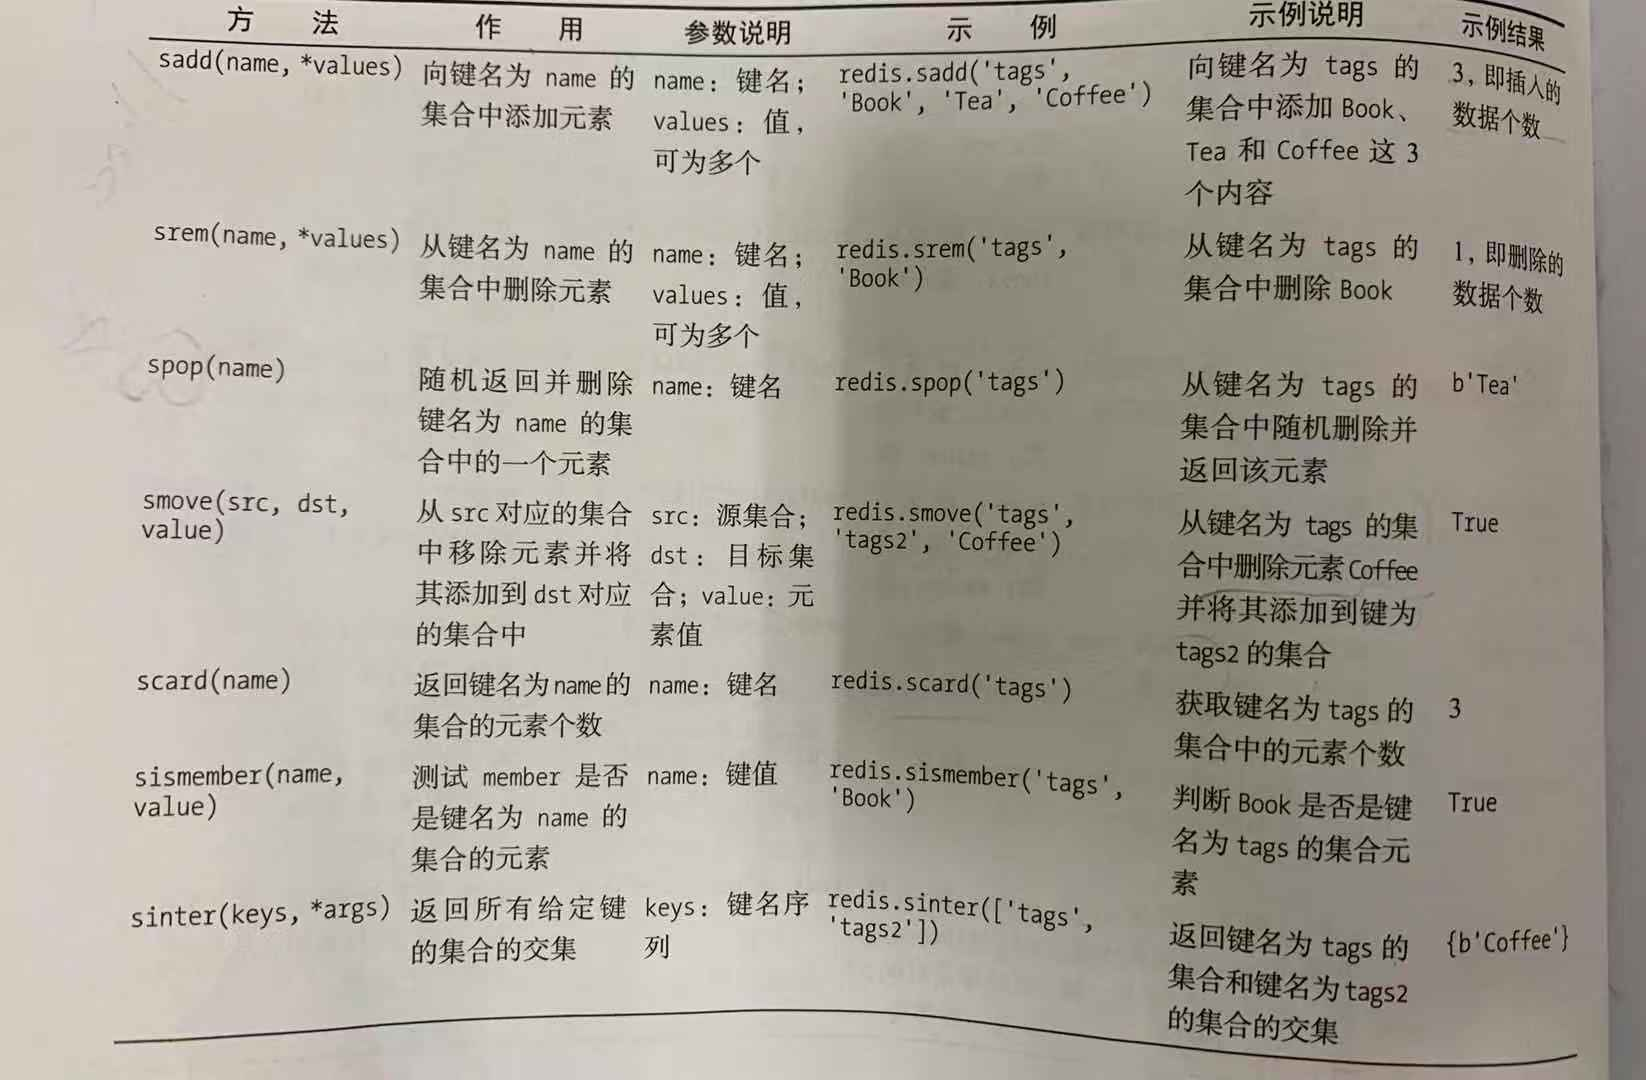 方 法 作 用 参数说明 示 例 示例说明 示例结果
sadd(name, *values)
向键名为 name 的
集合中添加元素
name: 键名;
values: 值,
可为多个
redis.sadd('tags',
'Book', 'Tea', 'Coffee')
向键名为 tags 的
集合中添加 Book、
Tea 和 Coffee 这 3
个内容
3, 即插入的
数据个数
srem(name, *values)
从键名为 name 的
集合中删除元素
name: 键名;
values: 值,
可为多个
redis.srem('tags',
'Book')
从键名为 tags 的
集合中删除 Book
1, 即删除的
数据个数
spop(name)
随机返回并删除
键名为 name 的集
合中的一个元素
name: 键名
redis.spop('tags')
从键名为 tags 的
集合中随机删除并
返回该元素
b'Tea'
smove(src, dst,
value)
从 src 对应的集合
中移除元素并将
其添加到 dst 对应
的集合中
src: 源集合;
dst: 目标集
合; value: 元
素值
redis.smove('tags',
'tags2', 'Coffee')
从键名为 tags 的集
合中删除元素 Coffee
并将其添加到键为
tags2 的集合
True
scard(name)
返回键名为 name 的
集合的元素个数
name: 键名
redis.scard('tags')
获取键名为 tags 的
集合中的元素个数
3
sismember(name,
value)
测试 member 是否
是键名为 name 的
集合的元素
name: 键值
redis.sismember('tags',
'Book')
判断 Book 是否是键
名为 tags 的集合元
素
True
sinter(keys, *args)
返回所有给定键
的集合的交集
keys: 键名序
列
redis.sinter(['tags',
'tags2'])
返回键名为 tags 的
集合和键名为 tags2
的集合的交集
{b'Coffee'}